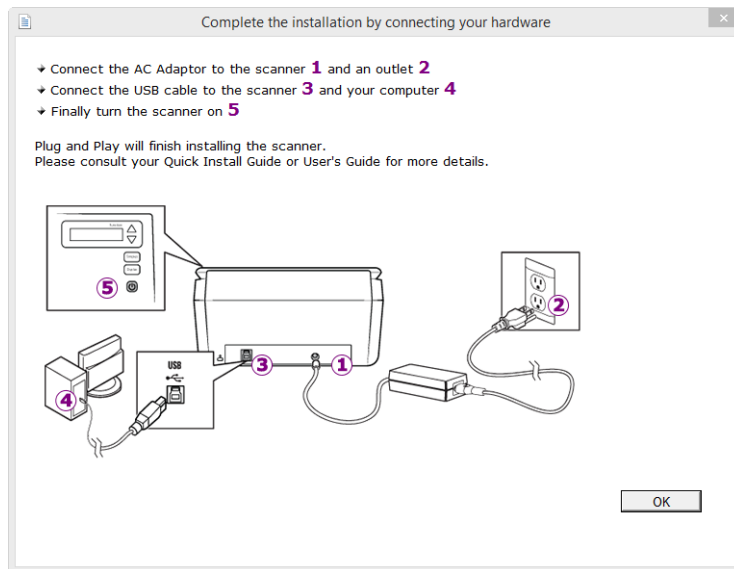 Complete the installation by connecting your hardware
Connect the AC Adaptor to the scanner 1 and an outlet 2
Connect the USB cable to the scanner 3 and your computer 4
Finally turn the scanner on 5
Plug and Play will finish installing the scanner.
Please consult your Quick Install Guide or User's Guide for more details.
5
2
USB
3
1
4
OK